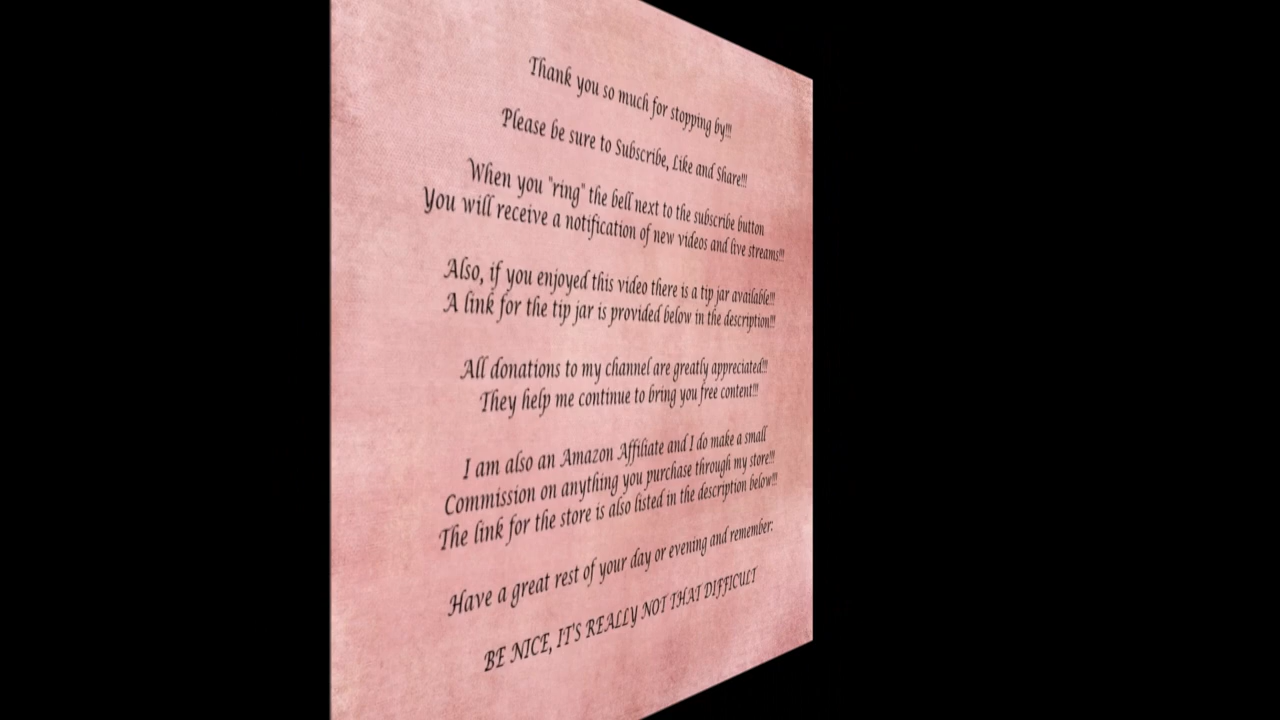 Thank you so much for stopping by!!!
Please be sure to Subscribe, Like and Share!!!
When you "ring" the bell next to the subscribe button
You will receive a notification of new videos and live streams!!!
Also, if you enjoyed this video there is a tip jar available!!!
A link for the tip jar is provided below in the description!!!
All donations to my channel are greatly appreciated!!!
They help me continue to bring you free content!!!
I am also an Amazon Affiliate and I do make a small
Commission on anything you purchase through my store!!!
The link for the store is also listed in the description below!!!
Have a great rest of your day or evening and remember:
BE NICE, IT'S REALLY NOT THAT DIFFICULT